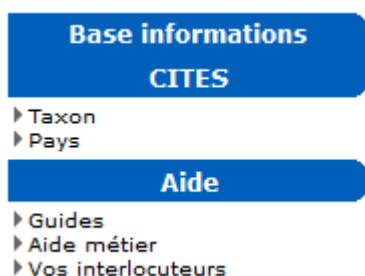 Base informations
CITES
Taxon
Pays
Aide
Guides
Aide métier
Vos interlocuteurs